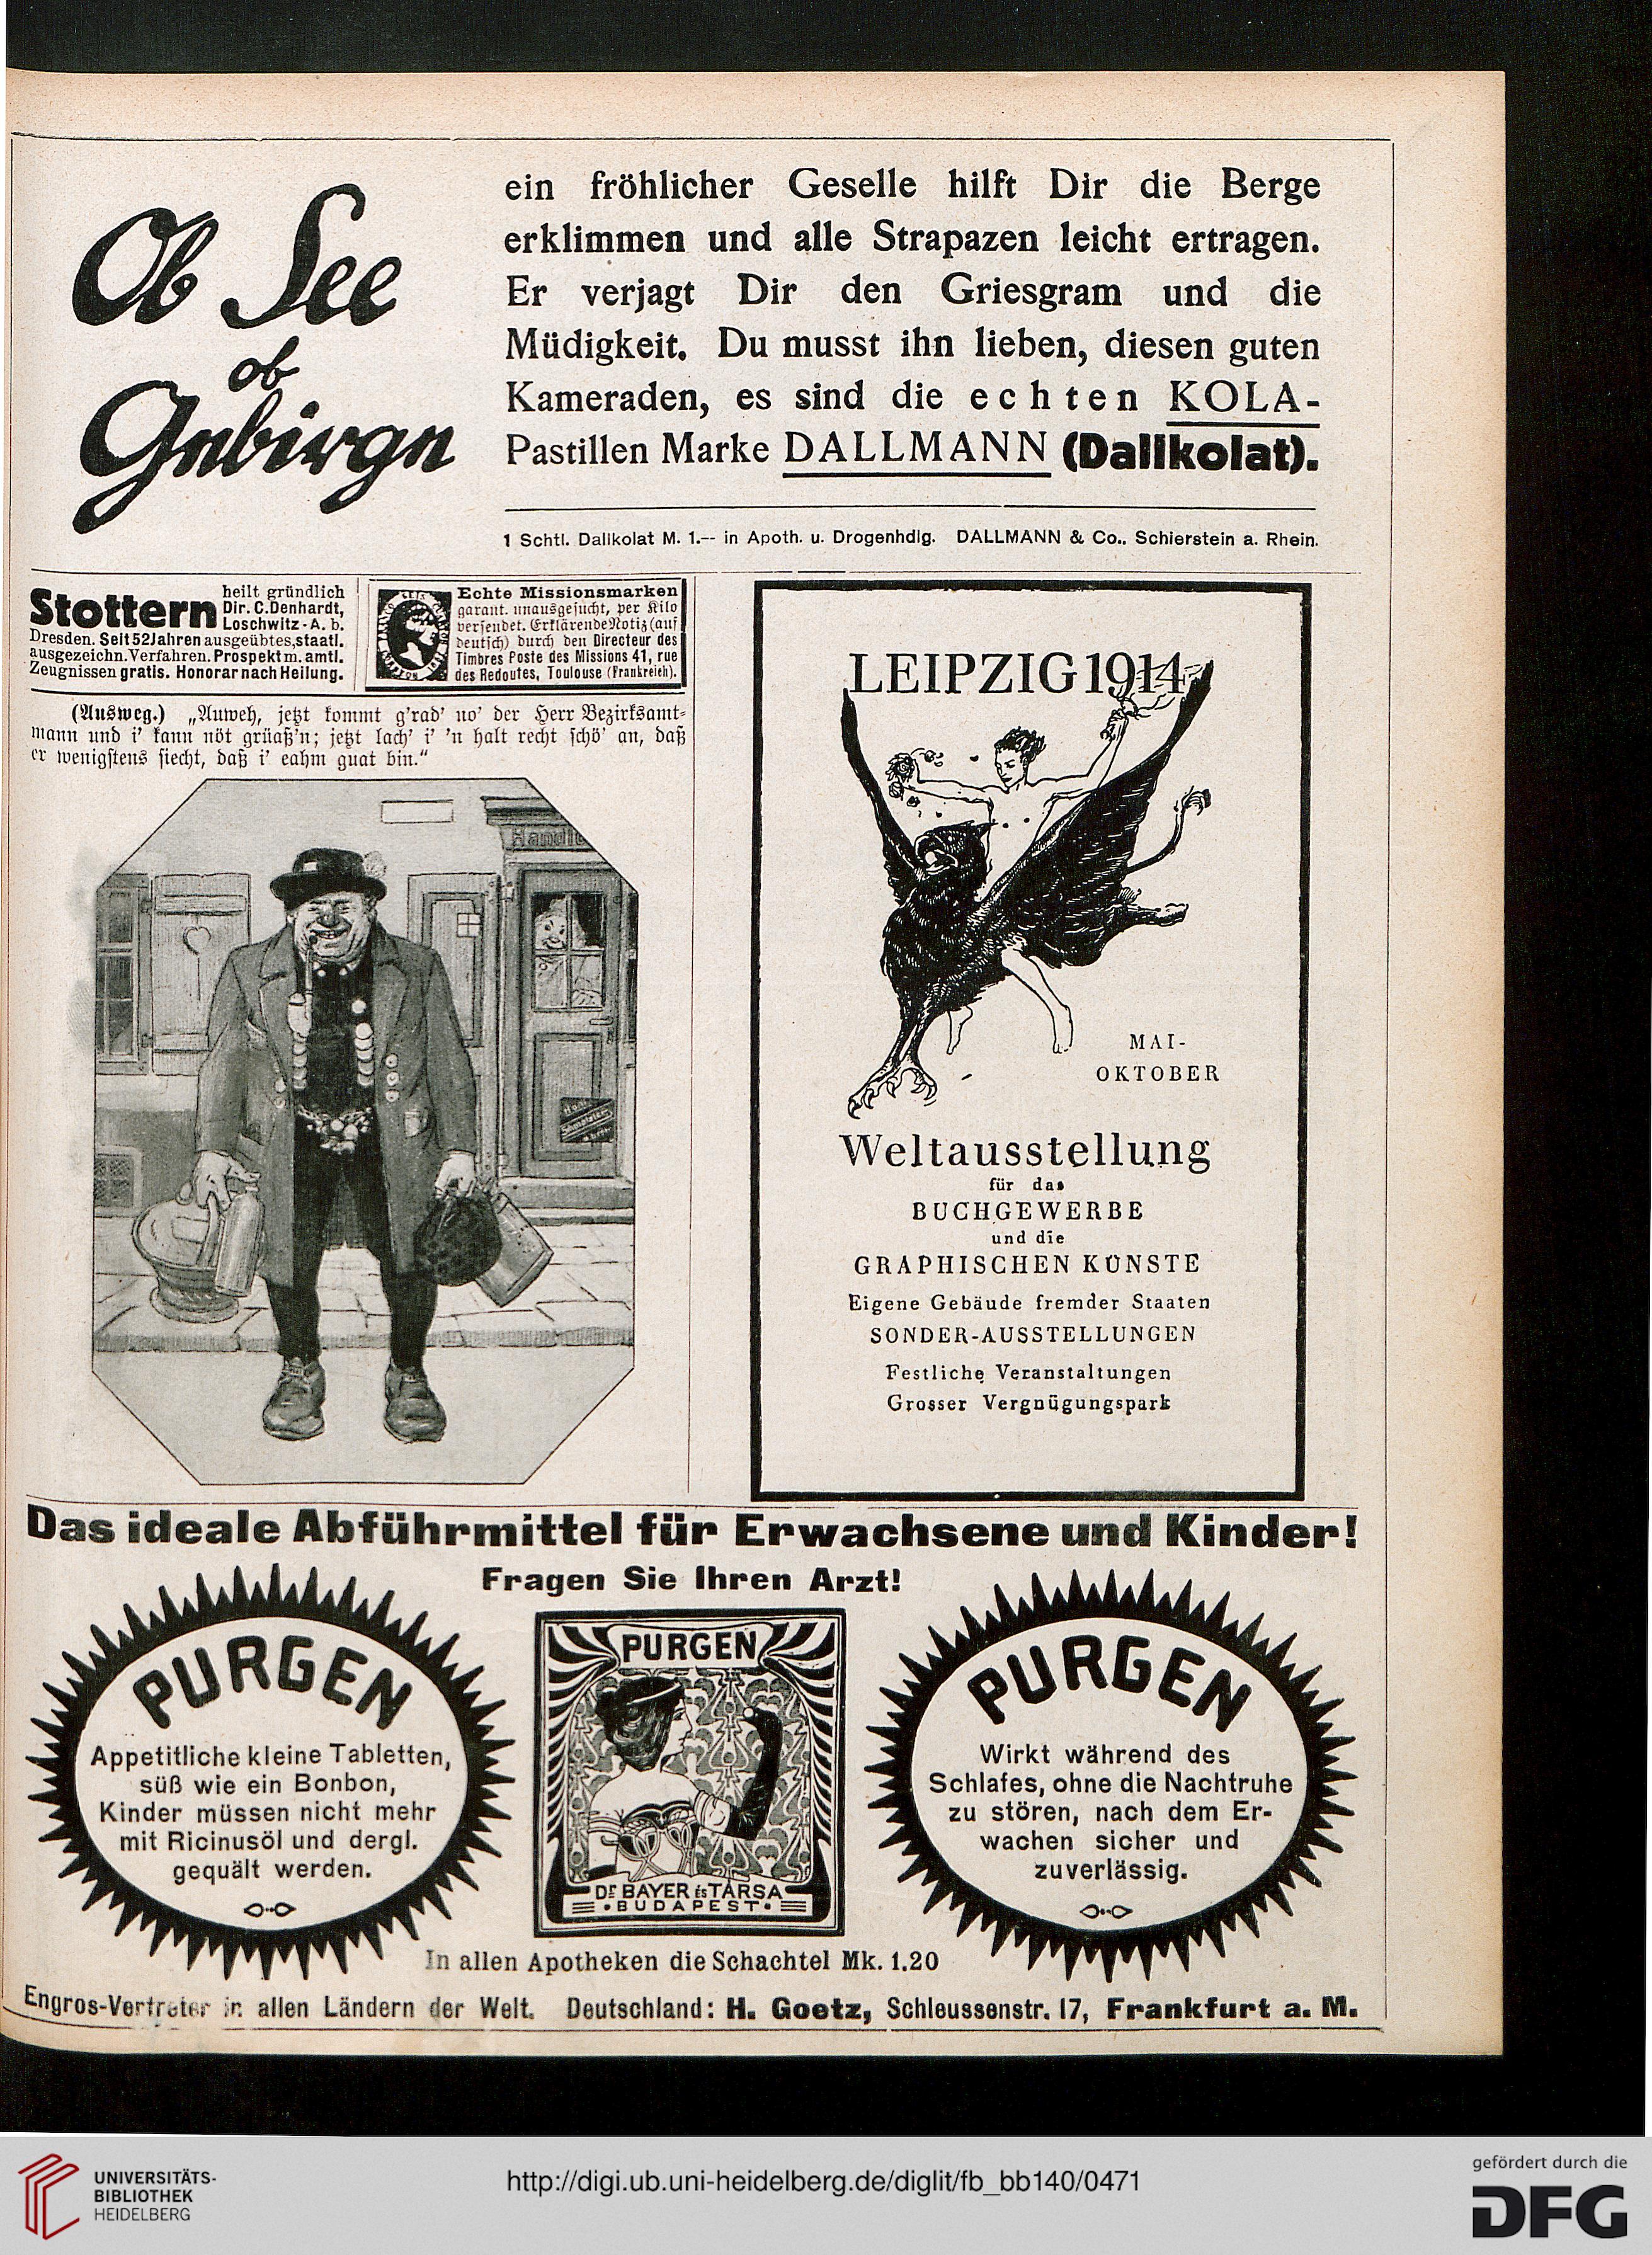 Ob See
ob
Gebirge
ein fröhlicher Geselle hilft Dir die Berge
erklimmen und alle Strapazen leicht ertragen.
Er verjagt Dir den Griesgram und die
Müdigkeit. Du musst ihn lieben, diesen guten
Kameraden, es sind die echten KOLA-
Pastillen Marke DALLMANN (Dallkolat).
1 Schtl. Dallkolat M. 1.-- in Apoth. u. Drogenhdlg. DALLMANN & Co., Schierstein a. Rhein.
Stottern heilt gründlich
Dir. C. Denhardt,
Loschwitz-A. b.
Dresden. Seit 52 Jahren ausgeübtes, staatl.
ausgezeichn. Verfahren. Prospekt m. amtl.
Zeugnissen gratis. Honorar nach Heilung.
Echte Missionsmarken
garant. unausgesucht, per Kilo
versendet. Erklärende Notiz (auf
deutsch) durch den Directeur des
Timbres Poste des Missions 41, rue
des Redoutes, Toulouse (Frankreich).
(Ausweg.) „Auweh, jetzt kommt g'rad' no' der Herr Bezirksamt-
mann und i' kann nöt grüaß'n; jetzt lach' i' 'n halt recht schö' an, daß
er wenigstens siecht, daß i' eahm guat bin.“
LEIPZIG 1914
MAI-
OKTOBER
Weltausstellung
für das
BUCHGEWERBE
und die
GRAPHISCHEN KÜNSTE
Eigene Gebäude fremder Staaten
SONDER-AUSSTELLUNGEN
Festliche Veranstaltungen
Grosser Vergnügungspark
Das ideale Abführmittel für Erwachsene und Kinder!
Fragen Sie Ihren Arzt!
PURGEN
Appetitliche kleine Tabletten,
süß wie ein Bonbon,
Kinder müssen nicht mehr
mit Ricinusöl und dergl.
gequält werden.
PURGEN
DR BAYER és TÁRSA
•BUDAPEST•
PURGEN
Wirkt während des
Schlafes, ohne die Nachtruhe
zu stören, nach dem Er-
wachen sicher und
zuverlässig.
In allen Apotheken die Schachtel Mk. 1.20
Engros-Vertreter in allen Ländern der Welt. Deutschland: H. Goetz, Schleussenstr. 17, Frankfurt a. M.
UNIVERSITÄTS-
BIBLIOTHEK
HEIDELBERG
http://digi.ub.uni-heidelberg.de/diglit/fb_bb140/0471
gefördert durch die
DFG